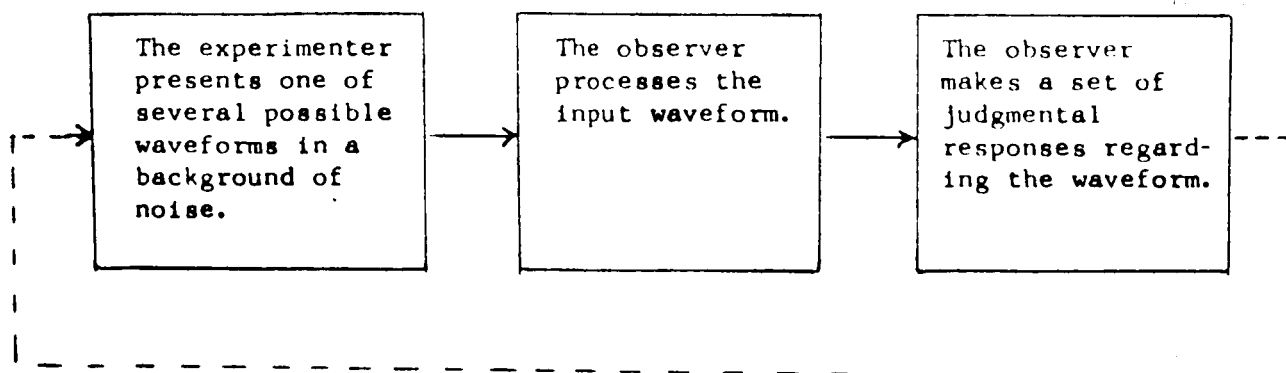 The experimenter
presents one of
several possible
waveforms in a
background of
noise.
The observer
processes the
input waveform.
The observer
makes a set of
judgmental
responses regard-
ing the waveform.